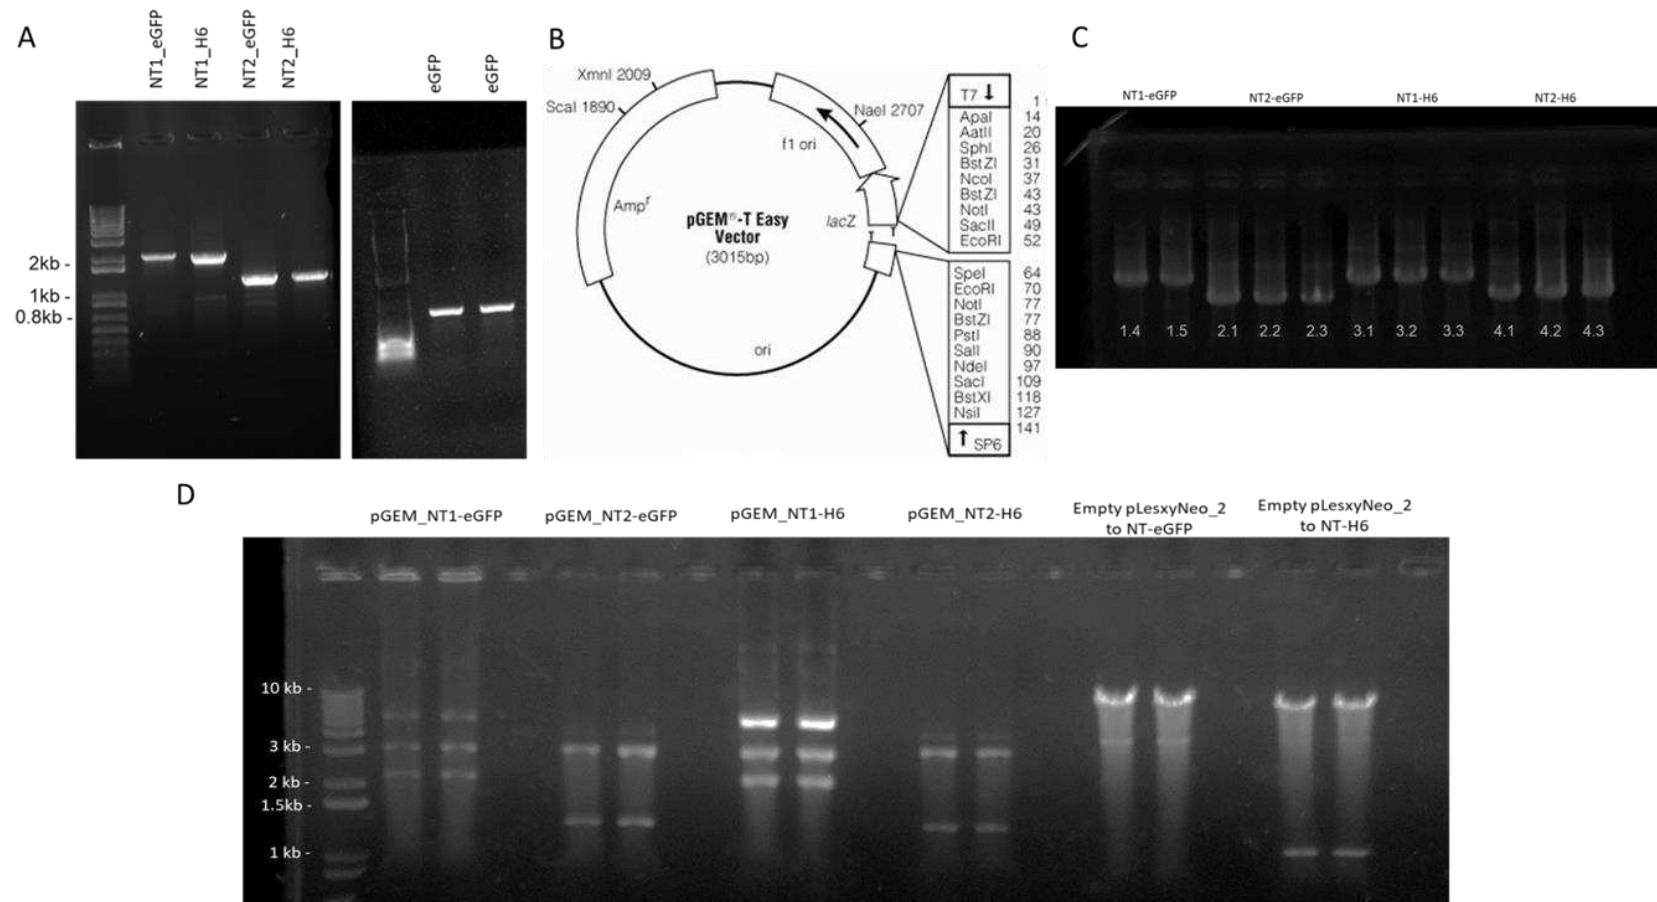 A
NT1_eGFP
NT1_H6
NT2_eGFP
NT2_H6
eGFP
eGFP
2kb -
1kb -
0.8kb -
B
XmnI 2009
ScaI 1890
NaeI 2707
f1 ori
Ampr
pGEM®-T Easy
Vector
(3015bp)
lacZ
ori
T7 ↓
1
ApaI 14
AatII 20
SphI 26
BstZI 31
NcoI 37
BstZI 43
NotI 43
SacII 49
EcoRI 52
SpeI 64
EcoRI 70
NotI 77
BstZI 77
PstI 88
SalI 90
NdeI 97
SacI 109
BstXI 118
NsiI 127
141
↑ SP6
C
NT1-eGFP NT2-eGFP NT1-H6 NT2-H6
1.4 1.5 2.1 2.2 2.3 3.1 3.2 3.3 4.1 4.2 4.3
D
pGEM_NT1-eGFP pGEM_NT2-eGFP pGEM_NT1-H6 pGEM_NT2-H6
Empty pLesxyNeo_2
to NT-eGFP
Empty pLesxyNeo_2
to NT-H6
10 kb -
3 kb -
2 kb -
1.5kb -
1 kb -